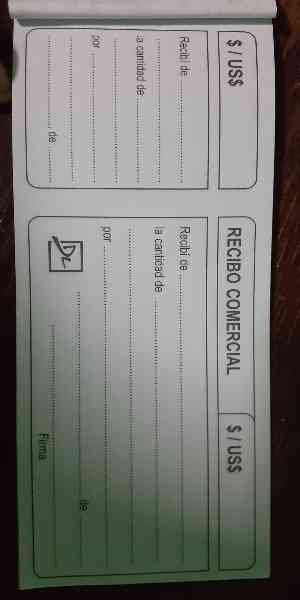 $ / US$
Recibí de
la cantidad de
por
de
RECIBO COMERCIAL
$ / US$
Recibí de
la cantidad de
por
de
Firma